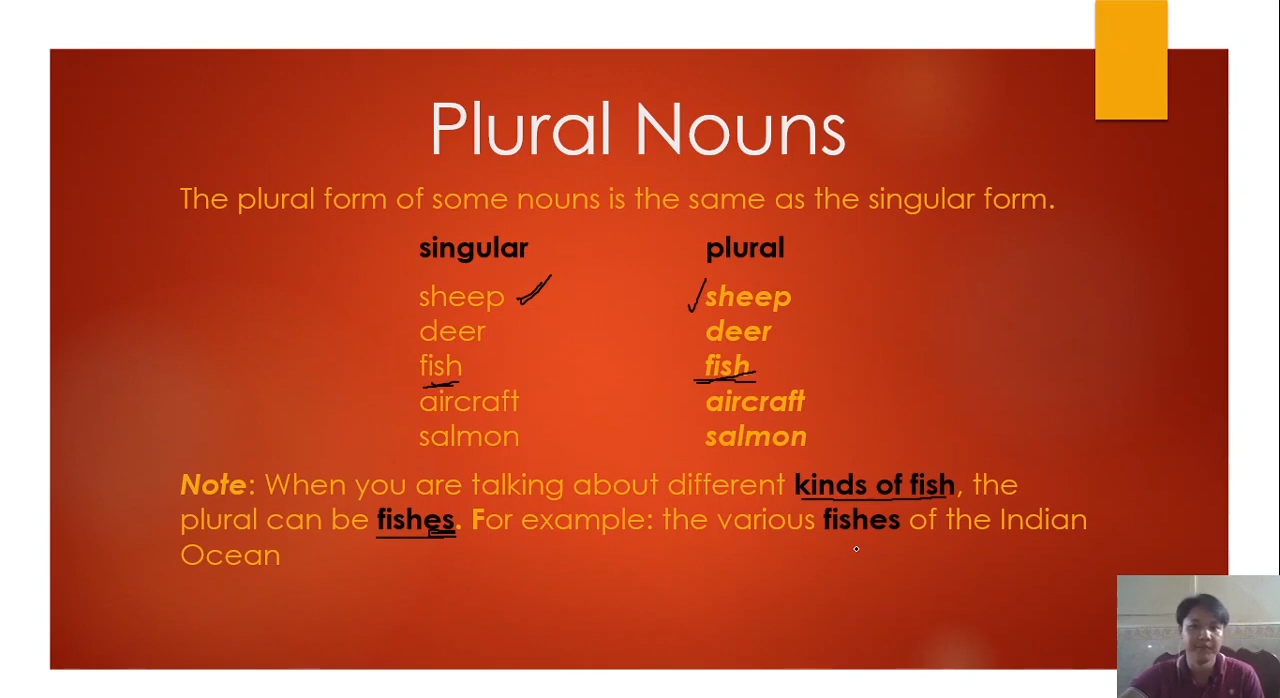 Plural Nouns
The plural form of some nouns is the same as the singular form.
singular plural
sheep sheep
deer deer
fish fish
aircraft aircraft
salmon salmon
Note: When you are talking about different kinds of fish, the
plural can be fishes. For example: the various fishes of the Indian
Ocean